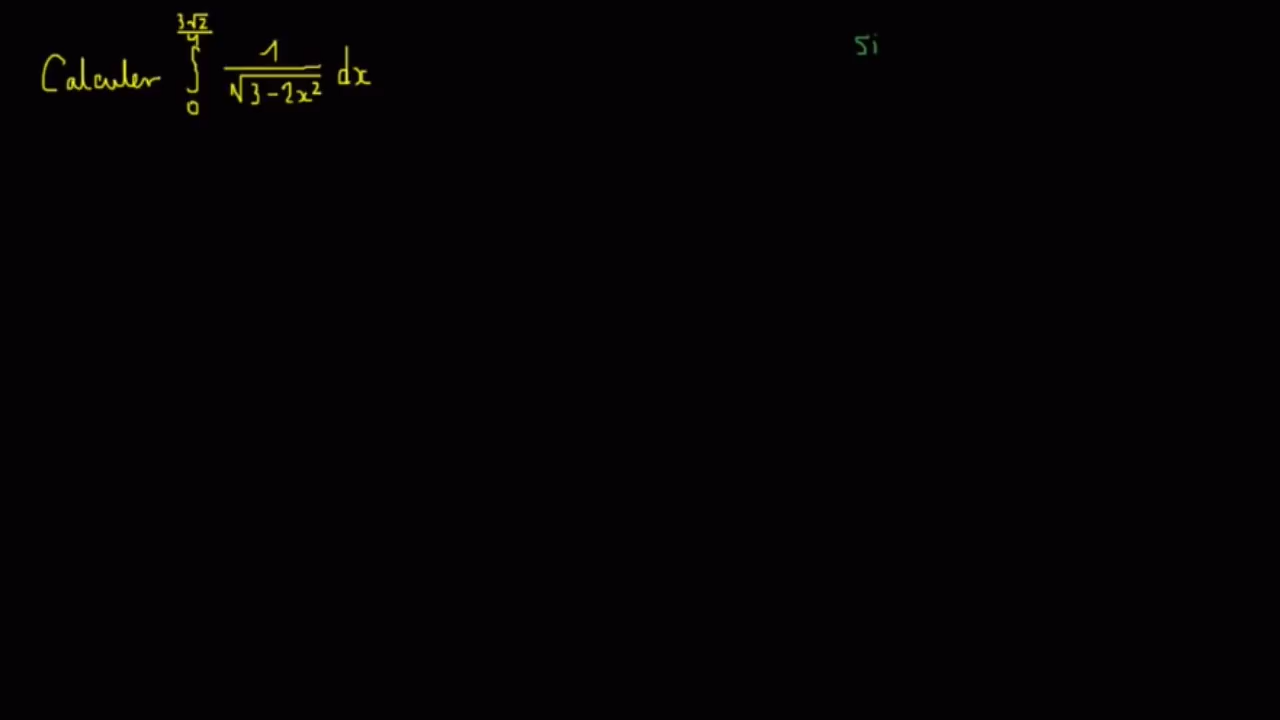 Calculer ∫₀^{3√2/4} 1/√(3-2x²) dx
si